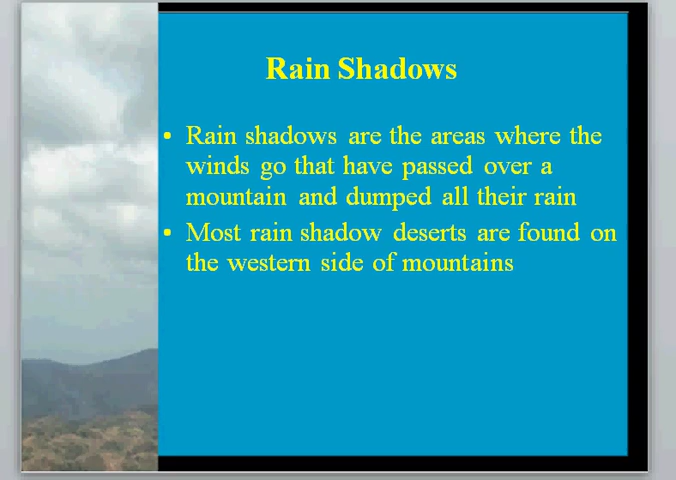 Rain Shadows
• Rain shadows are the areas where the
winds go that have passed over a
mountain and dumped all their rain
• Most rain shadow deserts are found on
the western side of mountains